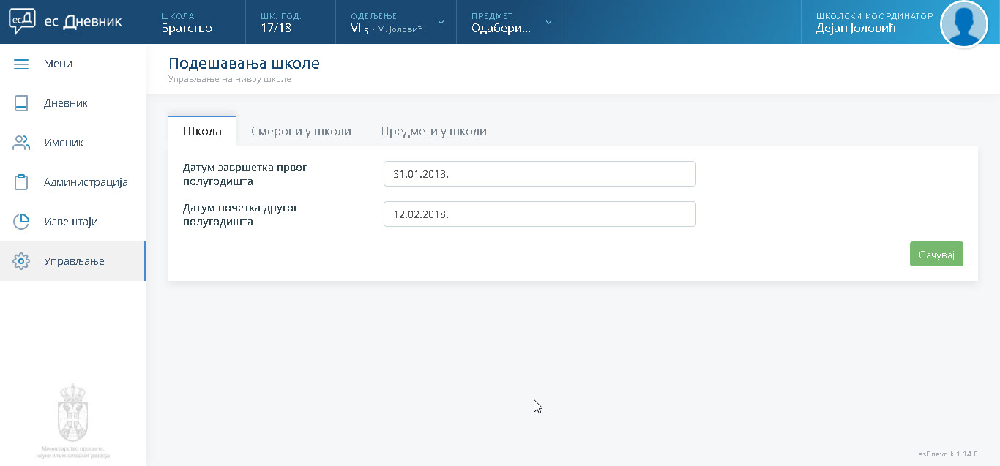 есД ес Дневник
ШКОЛА
Братство
ШК. ГОД.
17/18
ОДЕЉЕЊЕ
VI 5 - М. Јоловић
ПРЕДМЕТ
Одабери...
ШКОЛСКИ КООРДИНАТОР
Дејан Јоловић
Мени
Дневник
Именик
Администрација
Извештаји
Управљање
Министарство просвете,
науке и технолошког развоја
Подешавања школе
Управљање на нивоу школе
Школа
Смерови у школи
Предмети у школи
Датум завршетка првог
полугодишта
31.01.2018.
Датум почетка другог
полугодишта
12.02.2018.
Сачувај
esDnevnik 1.14.8